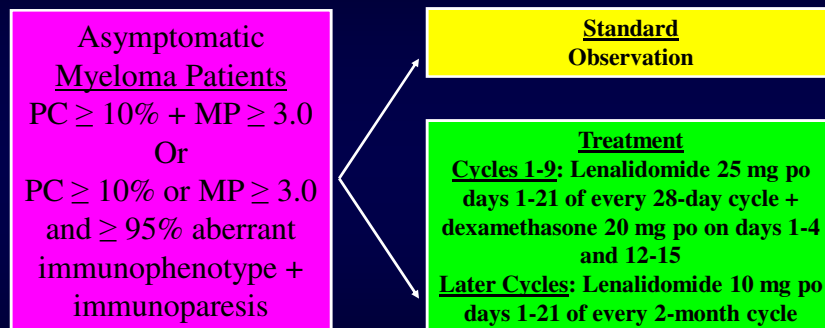 Asymptomatic
Myeloma Patients
PC ≥ 10% + MP ≥ 3.0
Or
PC ≥ 10% or MP ≥ 3.0
and ≥ 95% aberrant
immunophenotype +
immunoparesis
Standard
Observation
Treatment
Cycles 1-9: Lenalidomide 25 mg po
days 1-21 of every 28-day cycle +
dexamethasone 20 mg po on days 1-4
and 12-15
Later Cycles: Lenalidomide 10 mg po
days 1-21 of every 2-month cycle